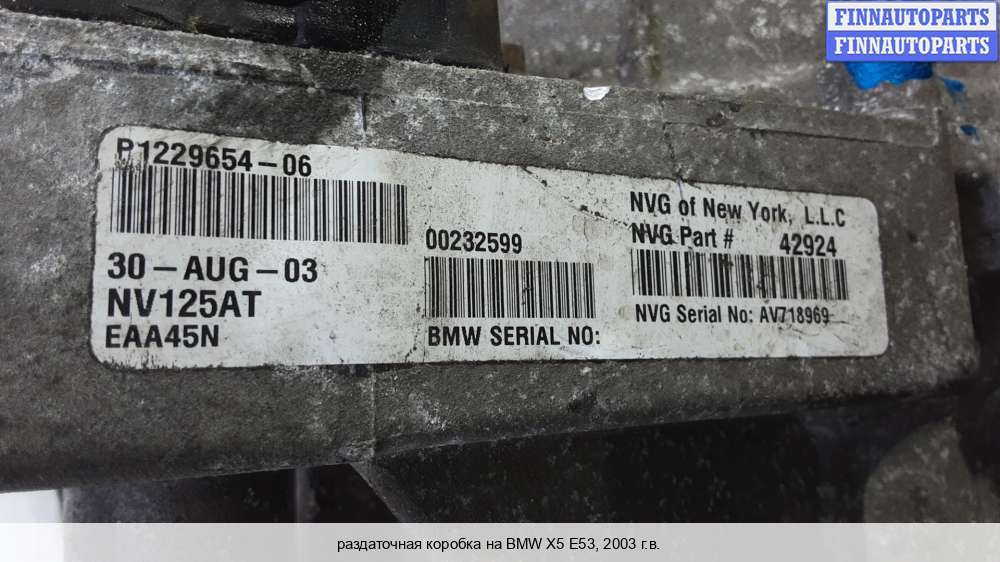 FINNAUTOPARTS
FINNAUTOPARTS
P1229654-06
30-AUG-03
NV125AT
EAA45N
00232599
BMW SERIAL NO:
NVG of New York, L.L.C
NVG Part # 42924
NVG Serial No: AV718969
раздаточная коробка на BMW X5 E53, 2003 г.в.